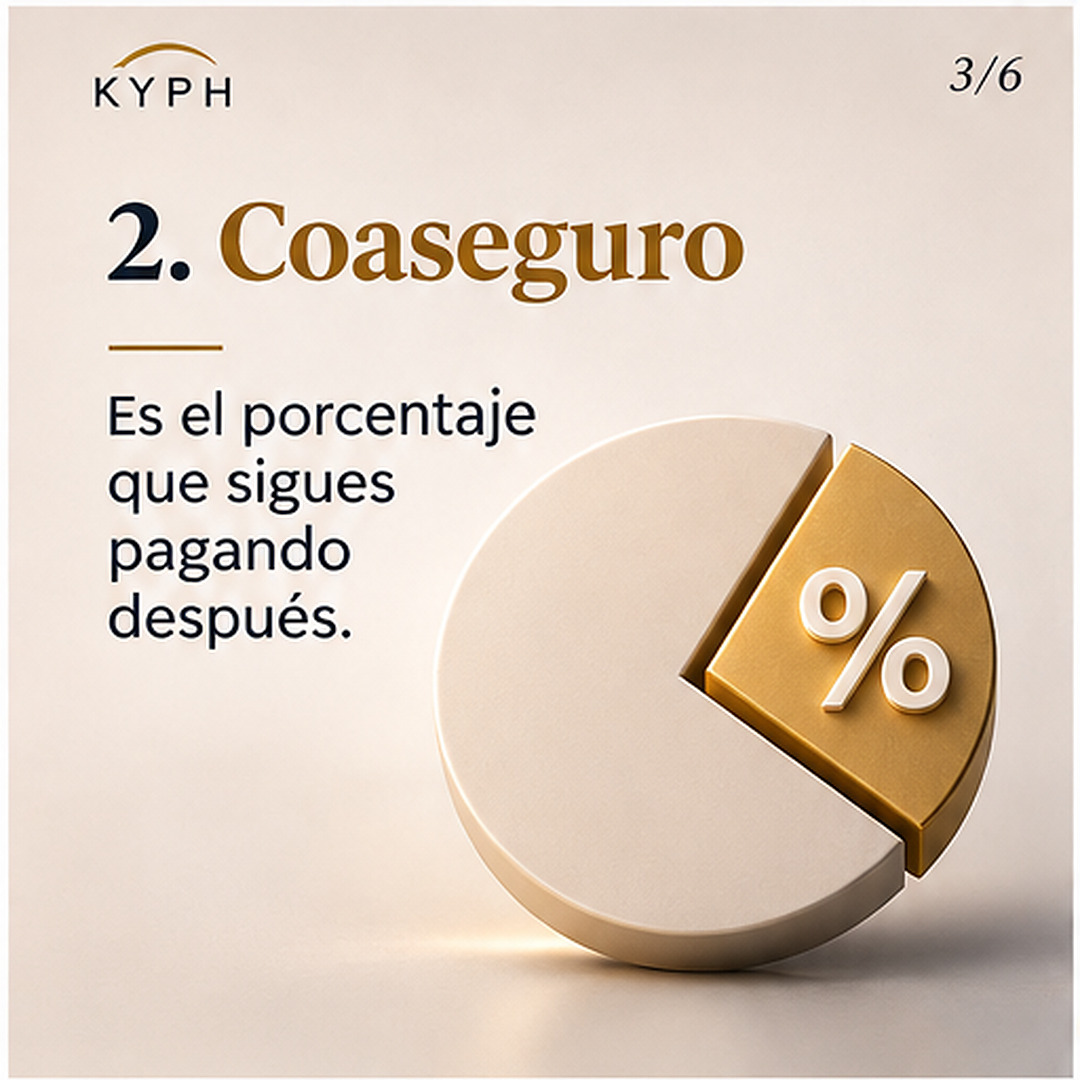 KYPH
3/6
2. Coaseguro
Es el porcentaje
que sigues
pagando
después.
%